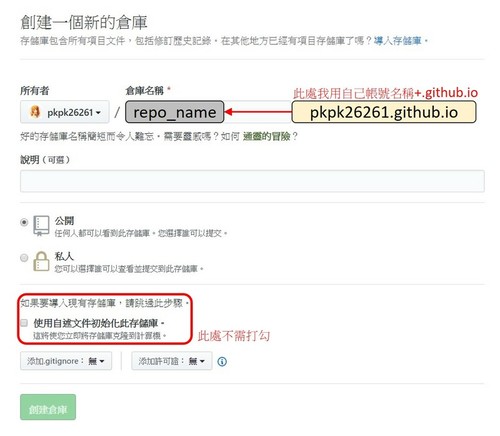 創建一個新的倉庫
存儲庫包含所有項目文件，包括修訂歷史記錄。在其他地方已經有項目存儲庫了嗎？導入存儲庫。
所有者
倉庫名稱 *
此處我用自己帳號名稱+.github.io
pkpk26261 / repo_name
pkpk26261.github.io
好的存儲庫名稱簡短而令人難忘。需要靈感嗎？如何 通靈的冒險？
說明（可選）
公開
任何人都可以看到此存儲庫。您選擇誰可以提交。
私人
您可以選擇誰可以查看並提交到此存儲庫。
如果要導入現有存儲庫，請跳過此步驟。
使用自述文件初始化此存儲庫。
這將使您立即將存儲庫克隆到計算機。
此處不需打勾
添加.gitignore：無
添加許可證：無
創建倉庫